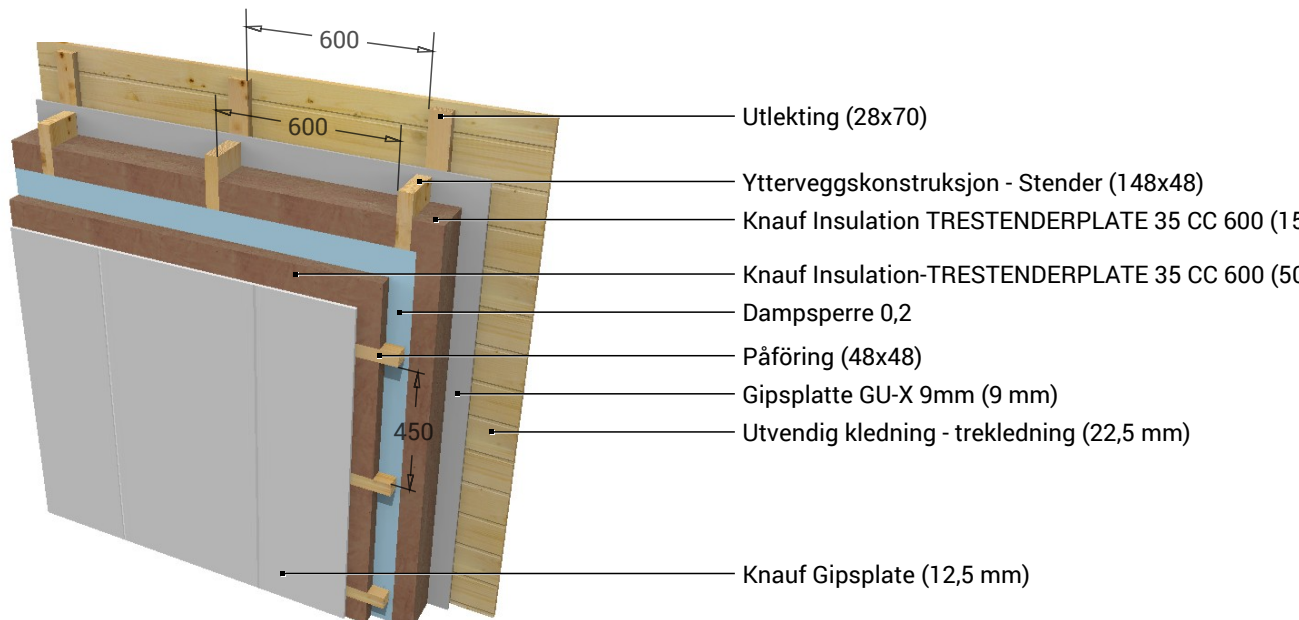 600
600
Utlekting (28x70)
Ytterveggskonstruksjon - Stender (148x48)
Knauf Insulation TRESTENDERPLATE 35 CC 600 (15
Knauf Insulation-TRESTENDERPLATE 35 CC 600 (50
Dampsperre 0,2
Påföring (48x48)
Gipsplatte GU-X 9mm (9 mm)
450
Utvendig kledning - trekledning (22,5 mm)
Knauf Gipsplate (12,5 mm)